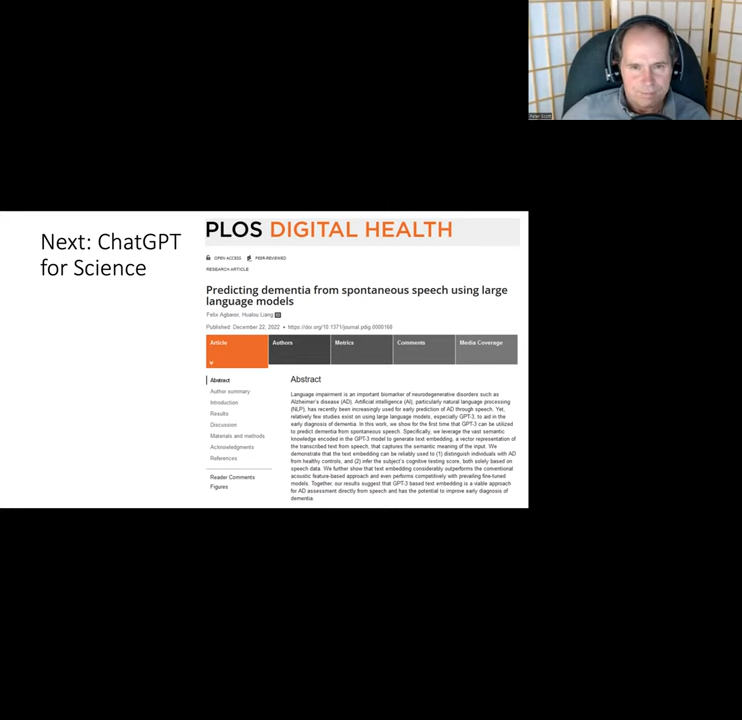 Peter Scott
Next: ChatGPT
for Science
PLOS DIGITAL HEALTH
OPEN ACCESS PEER-REVIEWED
RESEARCH ARTICLE
Predicting dementia from spontaneous speech using large
language models
Felix Agbavor, Hualou Liang
Published: December 22, 2022 • https://doi.org/10.1371/journal.pdig.0000168
Article
Authors
Metrics
Comments
Media Coverage
Abstract
Author summary
Introduction
Results
Discussion
Materials and methods
Acknowledgments
References
Reader Comments
Figures
Abstract
Language impairment is an important biomarker of neurodegenerative disorders such as
Alzheimer's disease (AD). Artificial intelligence (AI), particularly natural language processing
(NLP), has recently been increasingly used for early prediction of AD through speech. Yet,
relatively few studies exist on using large language models, especially GPT-3, to aid in the
early diagnosis of dementia. In this work, we show for the first time that GPT-3 can be utilized
to predict dementia from spontaneous speech. Specifically, we leverage the vast semantic
knowledge encoded in the GPT-3 model to generate text embedding, a vector representation of
the transcribed text from speech, that captures the semantic meaning of the input. We
demonstrate that the text embedding can be reliably used to (1) distinguish individuals with AD
from healthy controls, and (2) infer the subject's cognitive testing score, both solely based on
speech data. We further show that text embedding considerably outperforms the conventional
acoustic feature-based approach and even performs competitively with prevailing fine-tuned
models. Together, our results suggest that GPT-3 based text embedding is a viable approach
for AD assessment directly from speech and has the potential to improve early diagnosis of
dementia.